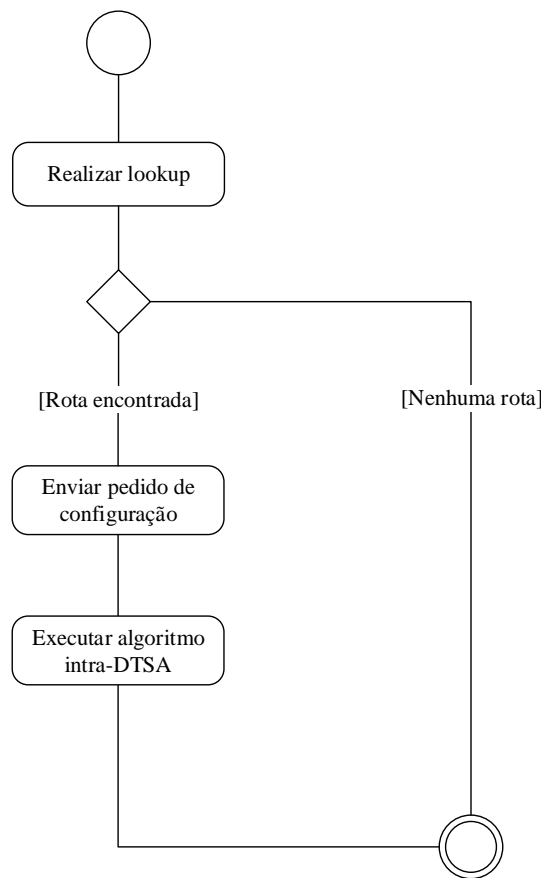 Realizar lookup
[Rota encontrada]
[Nenhuma rota]
Enviar pedido de
configuração
Executar algoritmo
intra-DTSA